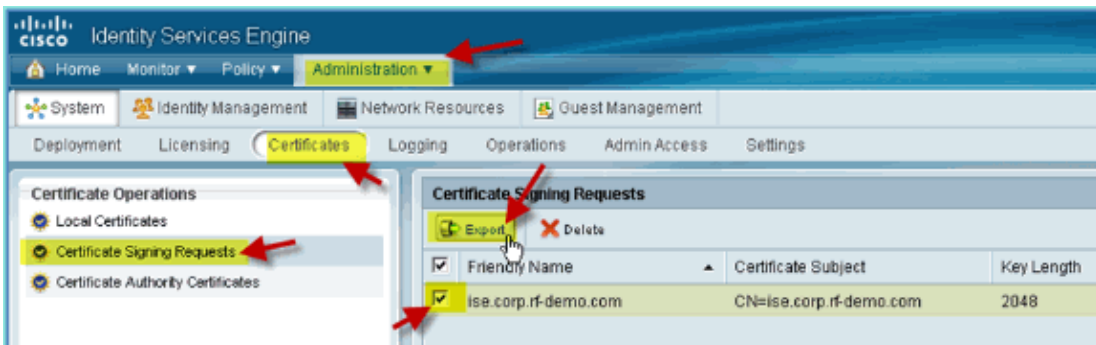 CISCO Identity Services Engine
Home Monitor Policy Administration
System Identity Management Network Resources Guest Management
Deployment Licensing Certificates Logging Operations Admin Access Settings
Certificate Operations
Local Certificates
Certificate Signing Requests
Certificate Authority Certificates
Certificate Signing Requests
Export Delete
Friendly Name Certificate Subject Key Length
ise.corp.rf-demo.com CN=ise.corp.rf-demo.com 2048